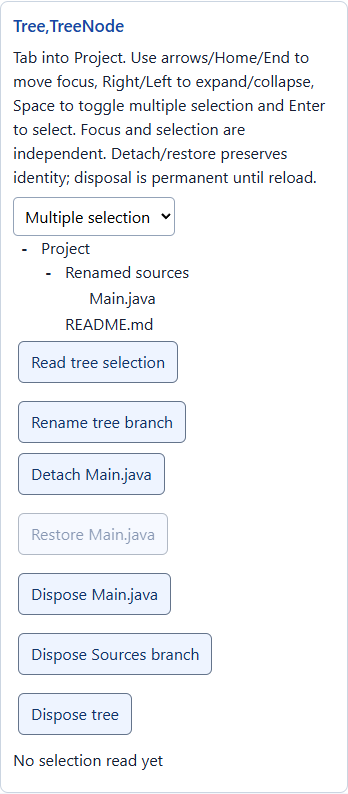 Tree,TreeNode
Tab into Project. Use arrows/Home/End to
move focus, Right/Left to expand/collapse,
Space to toggle multiple selection and Enter
to select. Focus and selection are
independent. Detach/restore preserves
identity; disposal is permanent until reload.
Multiple selection
- Project
- Renamed sources
Main.java
README.md
Read tree selection
Rename tree branch
Detach Main.java
Restore Main.java
Dispose Main.java
Dispose Sources branch
Dispose tree
No selection read yet